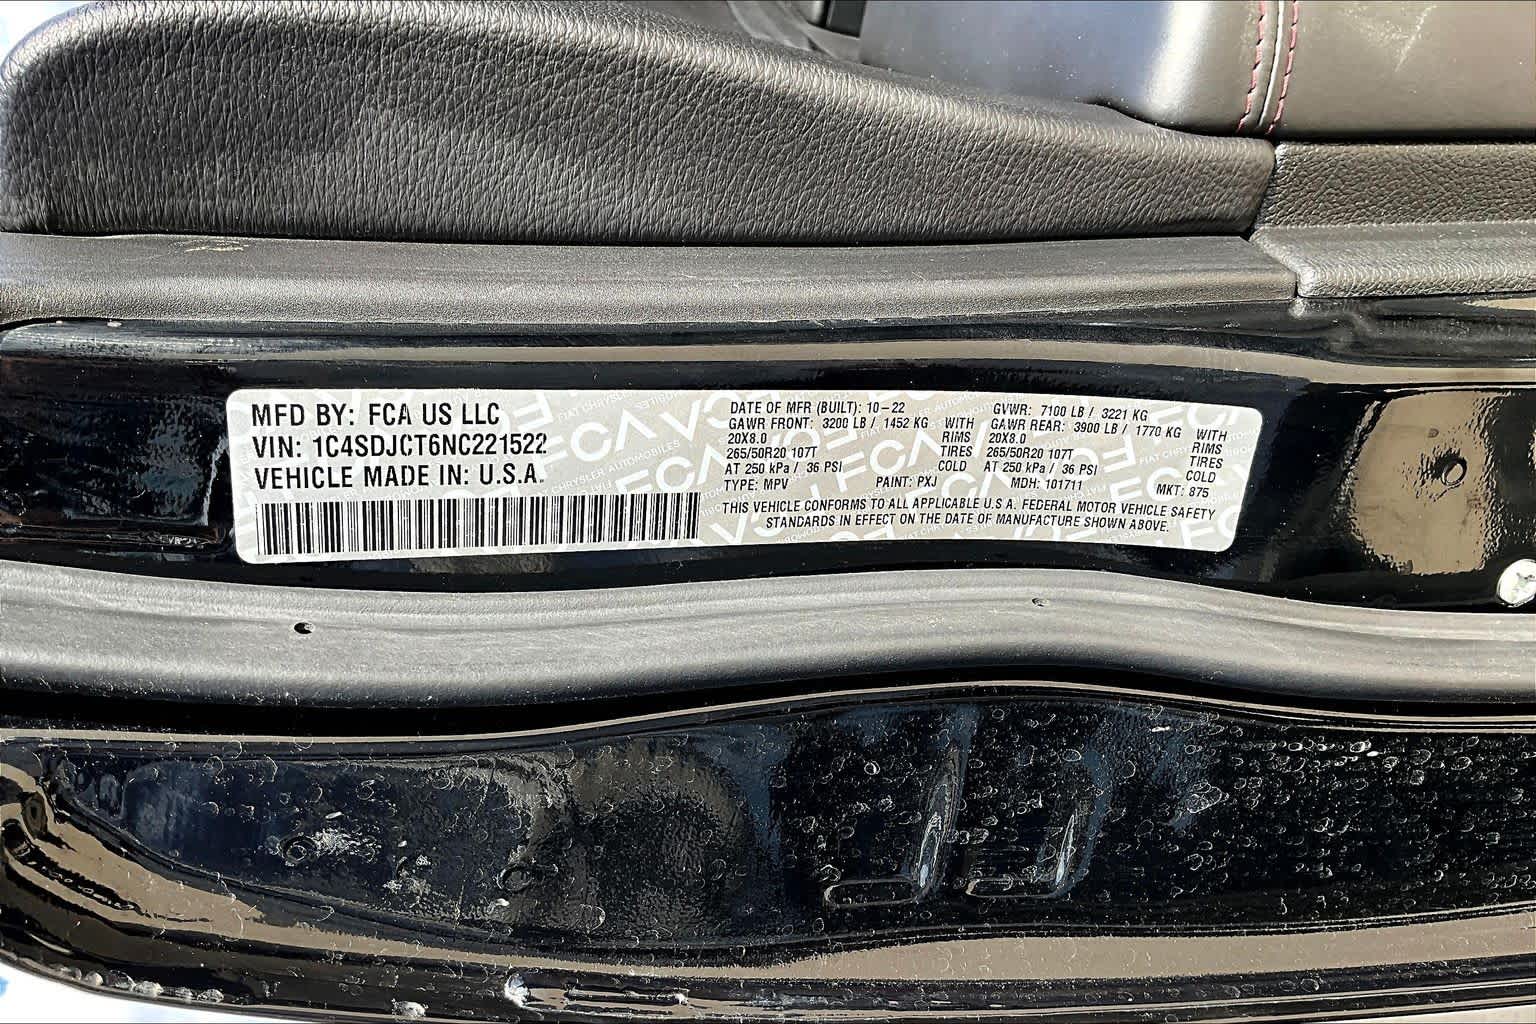 MFD BY: FCA US LLC
VIN: 1C4SDJCT6NC221522
VEHICLE MADE IN: U.S.A.
DATE OF MFR (BUILT): 10-22
GAWR FRONT: 3200 LB / 1452 KG WITH
20X8.0 RIMS
265/50R20 107T TIRES
AT 250 kPa / 36 PSI COLD
TYPE: MPV
GVWR: 7100 LB / 3221 KG
GAWR REAR: 3900 LB / 1770 KG WITH
20X8.0 RIMS
265/50R20 107T TIRES
AT 250 kPa / 36 PSI COLD
PAINT: PXJ MDH: 101711 MKT: 875
THIS VEHICLE CONFORMS TO ALL APPLICABLE U.S.A. FEDERAL MOTOR VEHICLE SAFETY
STANDARDS IN EFFECT ON THE DATE OF MANUFACTURE SHOWN ABOVE.
FCA
FIAT CHRYSLER AUTOMOBILES